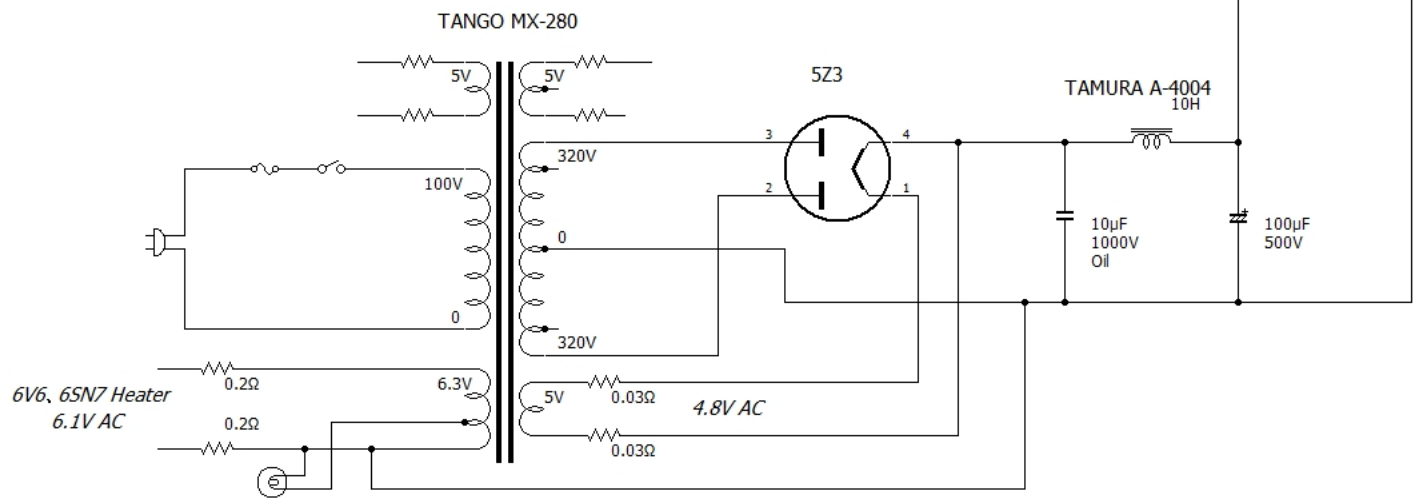 TANGO MX-280
5V
5V
5Z3
TAMURA A-4004
10H
3
4
320V
100V
2
1
0
10μF
1000V
Oil
100μF
500V
+
0
320V
6.3V
5V
0.2Ω
0.03Ω
6V6、6SN7 Heater
6.1V AC
4.8V AC
0.2Ω
0.03Ω